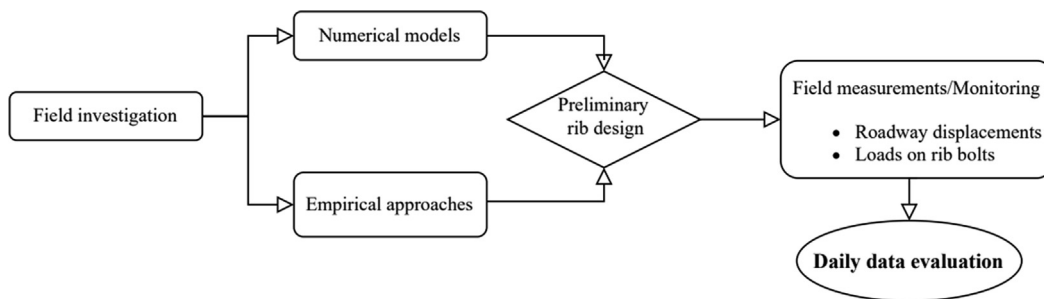 Numerical models
Field investigation
Preliminary
rib design
Empirical approaches
Field measurements/Monitoring
• Roadway displacements
• Loads on rib bolts
Daily data evaluation